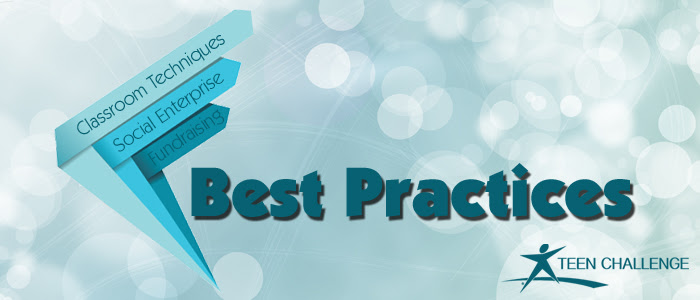 Classroom Techniques
Social Enterprise
Fundraising
Best Practices
TEEN CHALLENGE